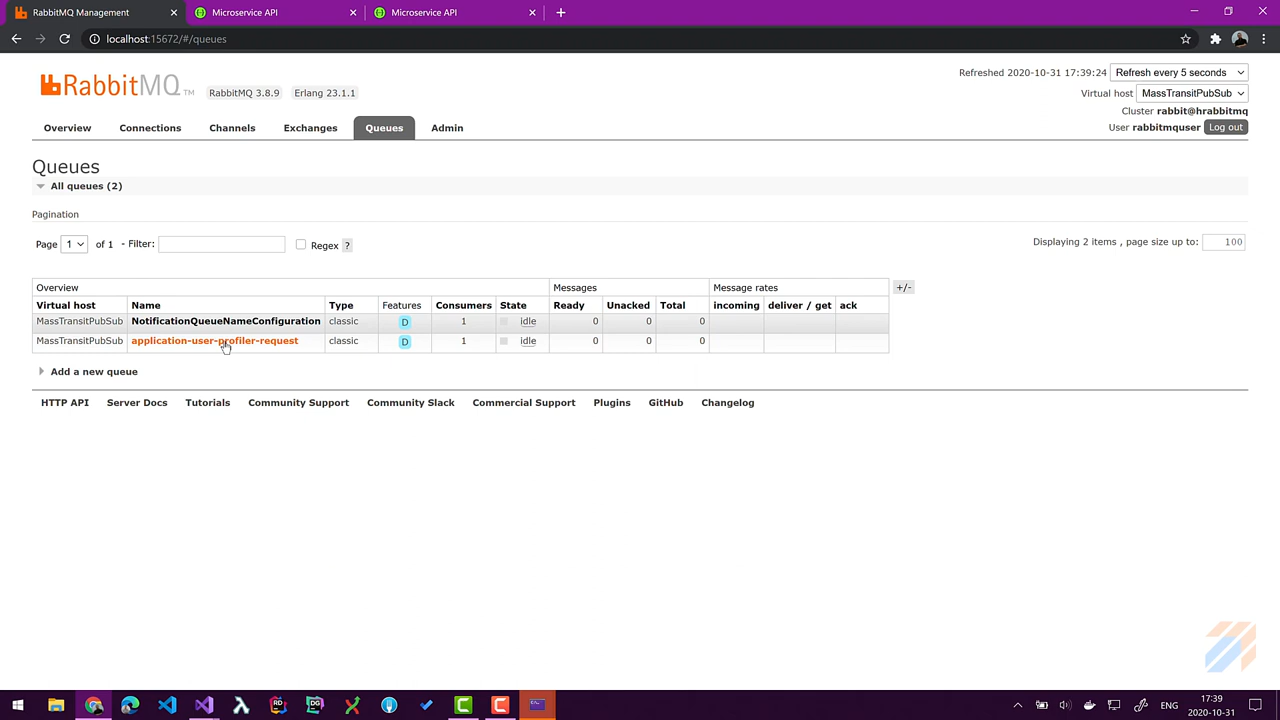 RabbitMQ Management
Microservice API
Microservice API
localhost:15672/#/queues
RabbitMQ TM
RabbitMQ 3.8.9
Erlang 23.1.1
Refreshed 2020-10-31 17:39:24
Refresh every 5 seconds
Virtual host MassTransitPubSub
Cluster rabbit@hrabbitmq
User rabbitmquser Log out
Overview Connections Channels Exchanges Queues Admin
Queues
All queues (2)
Pagination
Page 1 of 1 - Filter: Regex ?
Displaying 2 items , page size up to: 100
Overview Messages Message rates +/-
Virtual host Name Type Features Consumers State Ready Unacked Total incoming deliver / get ack
MassTransitPubSub NotificationQueueNameConfiguration classic D 1 idle 0 0 0
MassTransitPubSub application-user-profiler-request classic D 1 idle 0 0 0
Add a new queue
HTTP API Server Docs Tutorials Community Support Community Slack Commercial Support Plugins GitHub Changelog
RD
DG
ENG
17:39
2020-10-31